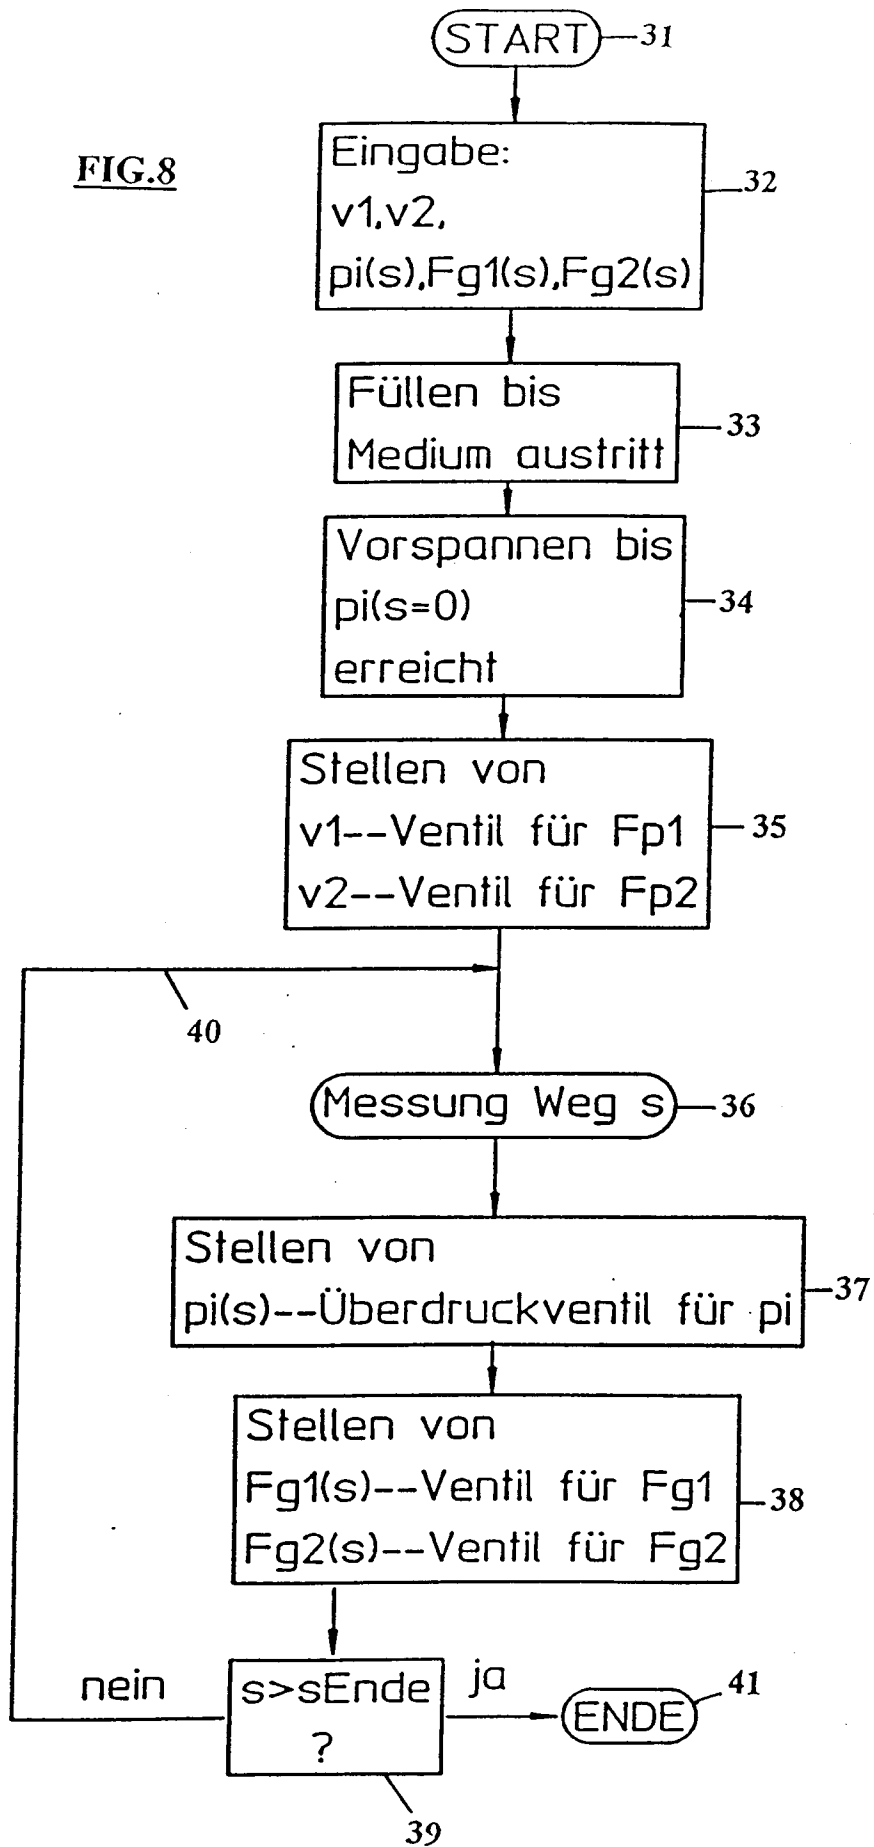 START
31
FIG.8
Eingabe:
v1,v2,
pi(s),Fg1(s),Fg2(s)
32
Füllen bis
Medium austritt
33
Vorspannen bis
pi(s=0)
erreicht
34
Stellen von
v1--Ventil für Fp1
v2--Ventil für Fp2
35
40
Messung Weg s
36
Stellen von
pi(s)--Überdruckventil für pi
37
Stellen von
Fg1(s)--Ventil für Fg1
Fg2(s)--Ventil für Fg2
38
nein
s>sEnde
?
ja
ENDE
41
39